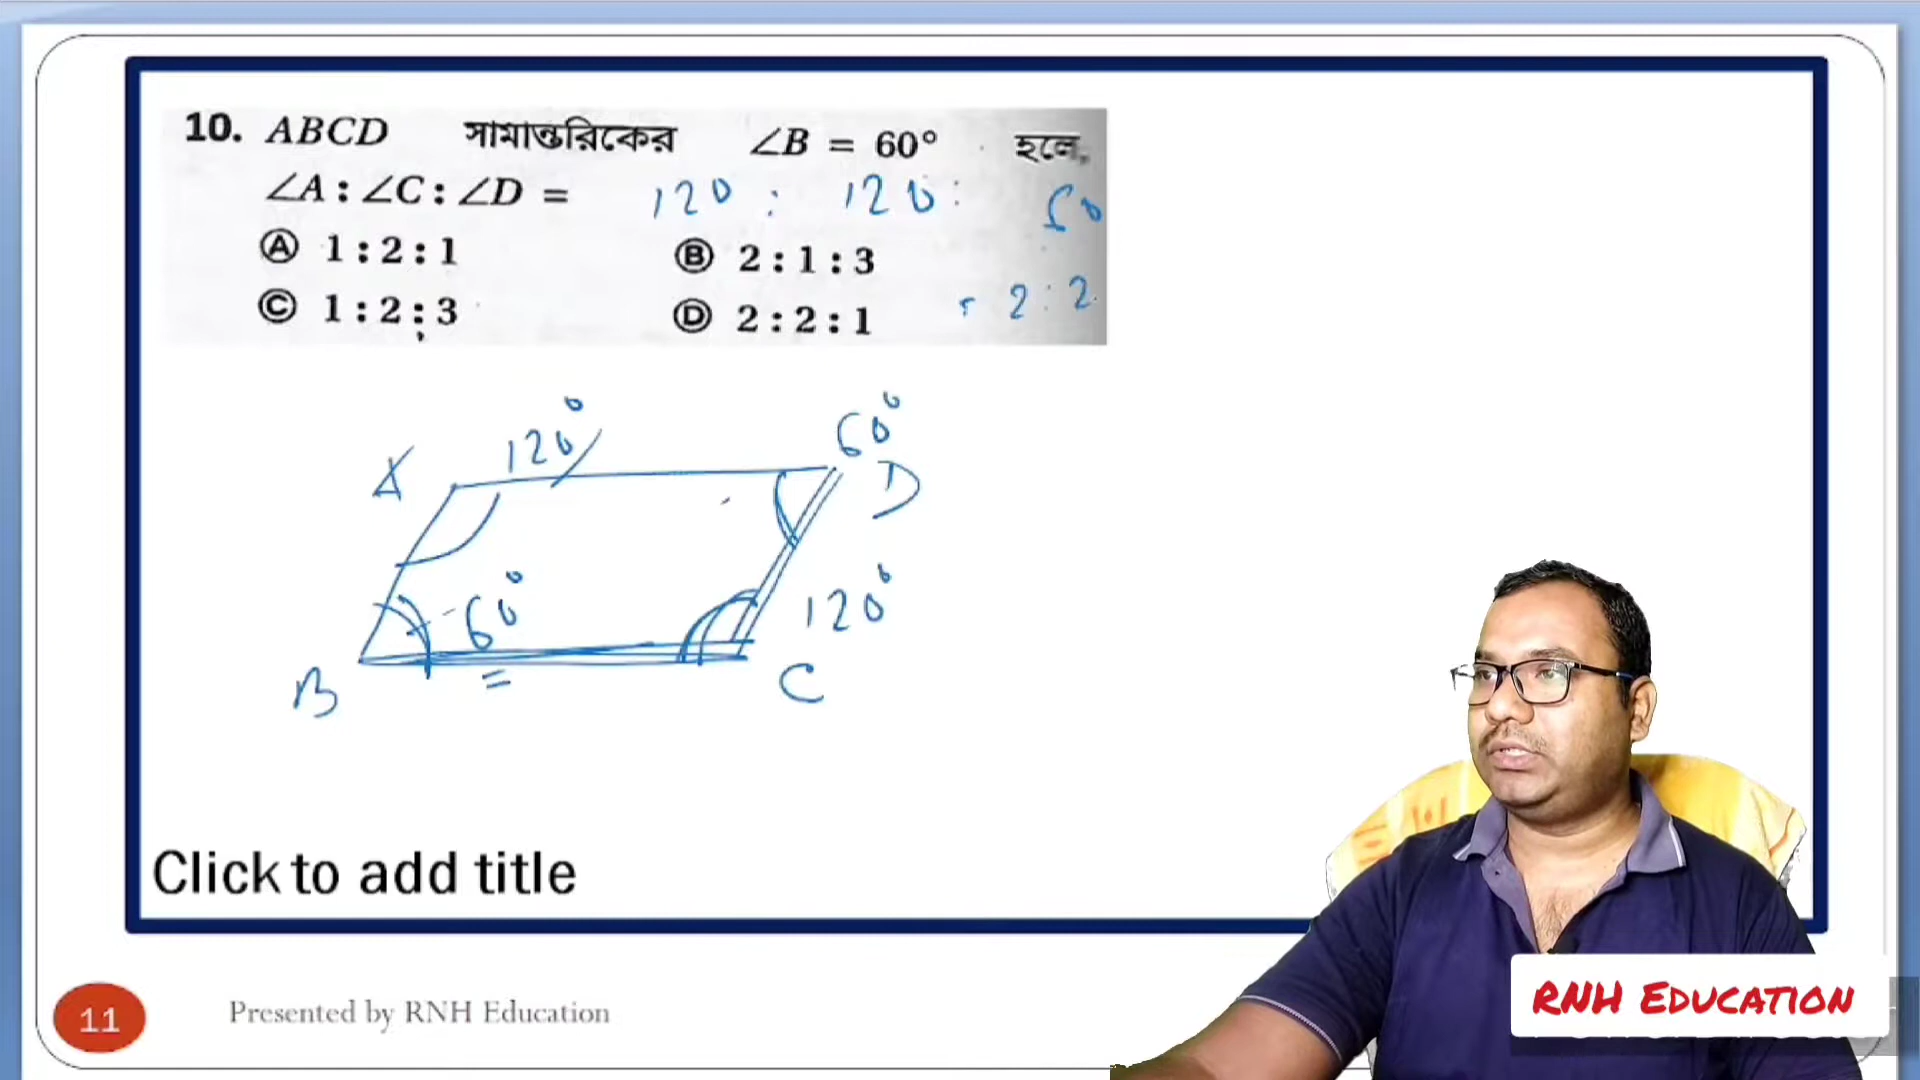 10. ABCD সামান্তরিকের ∠B = 60° হলে,
∠A : ∠C : ∠D = 120 : 120 : 60
Ⓐ 1 : 2 : 1 Ⓑ 2 : 1 : 3
Ⓒ 1 : 2 : 3 Ⓓ 2 : 2 : 1 = 2 : 2
120° 60°
A D
60° 120°
B = C
Click to add title
11 Presented by RNH Education
RNH EDUCATION